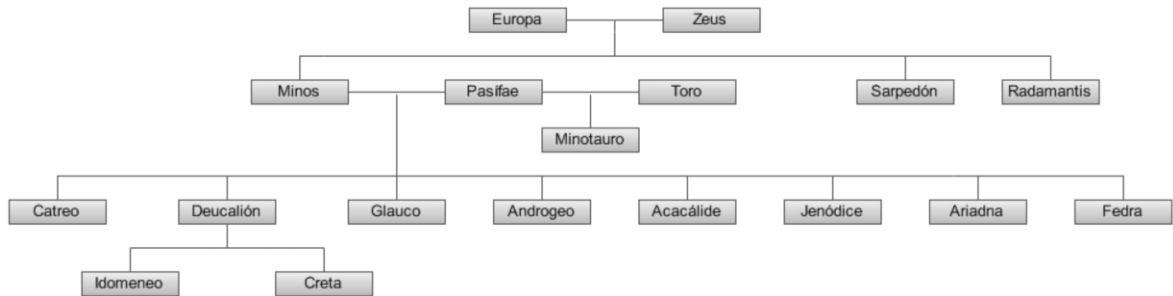 Europa
Zeus
Minos
Pasífae
Toro
Sarpedón
Radamantis
Minotauro
Catreo
Deucalión
Glauco
Androgeo
Acacálide
Jenódice
Ariadna
Fedra
Idomeneo
Creta